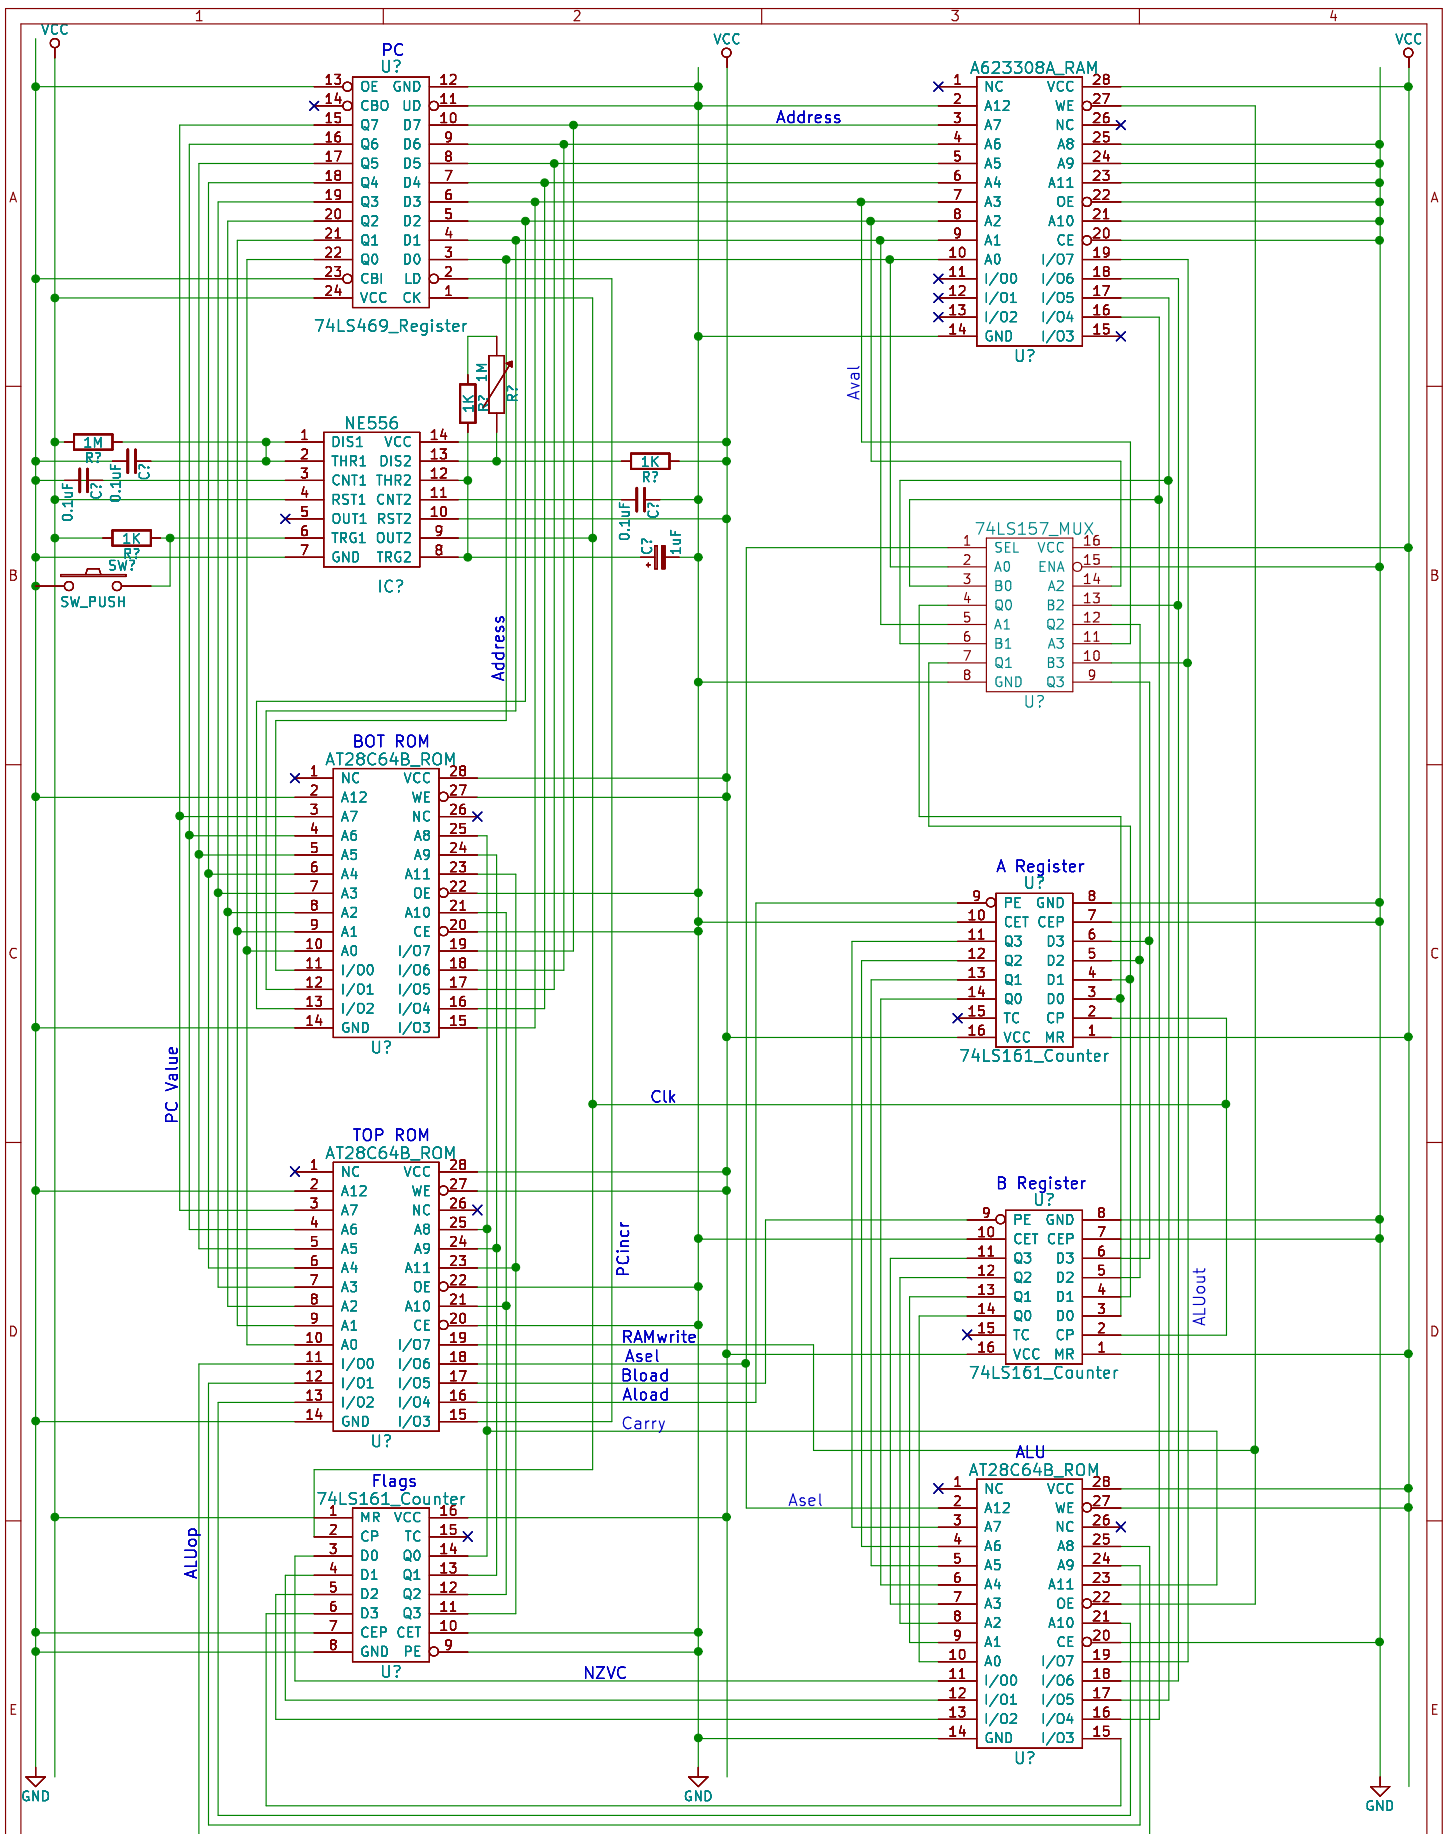 1 2 3 4
VCC VCC VCC
PC
U?
13 OE GND 12
14 CBO UD 11
15 Q7 D7 10
16 Q6 D6 9
17 Q5 D5 8
18 Q4 D4 7
19 Q3 D3 6
20 Q2 D2 5
21 Q1 D1 4
22 Q0 D0 3
23 CBI LD 2
24 VCC CK 1
74LS469_Register
Address
A623308A_RAM
1 NC VCC 28
2 A12 WE 27
3 A7 NC 26
4 A6 A8 25
5 A5 A9 24
6 A4 A11 23
7 A3 OE 22
8 A2 A10 21
9 A1 CE 20
10 A0 I/O7 19
11 I/O0 I/O6 18
12 I/O1 I/O5 17
13 I/O2 I/O4 16
14 GND I/O3 15
U?
A A
1K R?
1M R?
Aval
NE556
1 DIS1 VCC 14
2 THR1 DIS2 13
3 CNT1 THR2 12
4 RST1 CNT2 11
5 OUT1 RST2 10
6 TRG1 OUT2 9
7 GND TRG2 8
IC?
1M
R?
0.1uF C?
0.1uF C?
1K
R?
SW?
SW_PUSH
1K
R?
0.1uF C?
C? 1uF
+
74LS157_MUX
1 SEL VCC 16
2 A0 ENA 15
3 B0 A2 14
4 Q0 B2 13
5 A1 Q2 12
6 B1 A3 11
7 Q1 B3 10
8 GND Q3 9
U?
B B
Address
BOT ROM
AT28C64B_ROM
1 NC VCC 28
2 A12 WE 27
3 A7 NC 26
4 A6 A8 25
5 A5 A9 24
6 A4 A11 23
7 A3 OE 22
8 A2 A10 21
9 A1 CE 20
10 A0 I/O7 19
11 I/O0 I/O6 18
12 I/O1 I/O5 17
13 I/O2 I/O4 16
14 GND I/O3 15
U?
A Register
U?
9 PE GND 8
10 CET CEP 7
11 Q3 D3 6
12 Q2 D2 5
13 Q1 D1 4
14 Q0 D0 3
15 TC CP 2
16 VCC MR 1
74LS161_Counter
C C
PC Value
Clk
TOP ROM
AT28C64B_ROM
1 NC VCC 28
2 A12 WE 27
3 A7 NC 26
4 A6 A8 25
5 A5 A9 24
6 A4 A11 23
7 A3 OE 22
8 A2 A10 21
9 A1 CE 20
10 A0 I/O7 19
11 I/O0 I/O6 18
12 I/O1 I/O5 17
13 I/O2 I/O4 16
14 GND I/O3 15
U?
PCincr
RAMwrite
Asel
Bload
Aload
Carry
B Register
U?
9 PE GND 8
10 CET CEP 7
11 Q3 D3 6
12 Q2 D2 5
13 Q1 D1 4
14 Q0 D0 3
15 TC CP 2
16 VCC MR 1
74LS161_Counter
ALUout
D D
Flags
74LS161_Counter
1 MR VCC 16
2 CP TC 15
3 D0 Q0 14
4 D1 Q1 13
5 D2 Q2 12
6 D3 Q3 11
7 CEP CET 10
8 GND PE 9
U?
ALUop
NZVC
Asel
ALU
AT28C64B_ROM
1 NC VCC 28
2 A12 WE 27
3 A7 NC 26
4 A6 A8 25
5 A5 A9 24
6 A4 A11 23
7 A3 OE 22
8 A2 A10 21
9 A1 CE 20
10 A0 I/O7 19
11 I/O0 I/O6 18
12 I/O1 I/O5 17
13 I/O2 I/O4 16
14 GND I/O3 15
U?
E E
GND GND GND